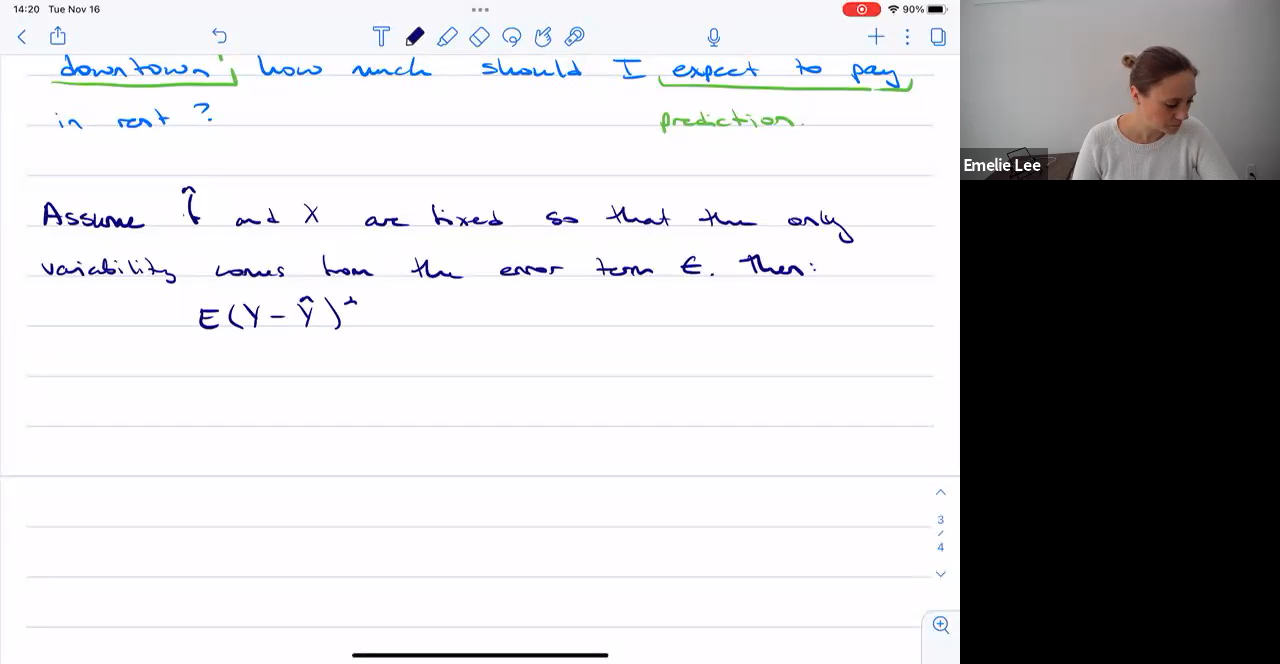 14:20 Tue Nov 16
90%
downtown, how much should I expect to pay
in rent ?
prediction.
Emelie Lee
Assume f̂ and X are fixed so that the only
variability comes from the error term ϵ. Then:
E(Y - Ŷ)²
3
/
4